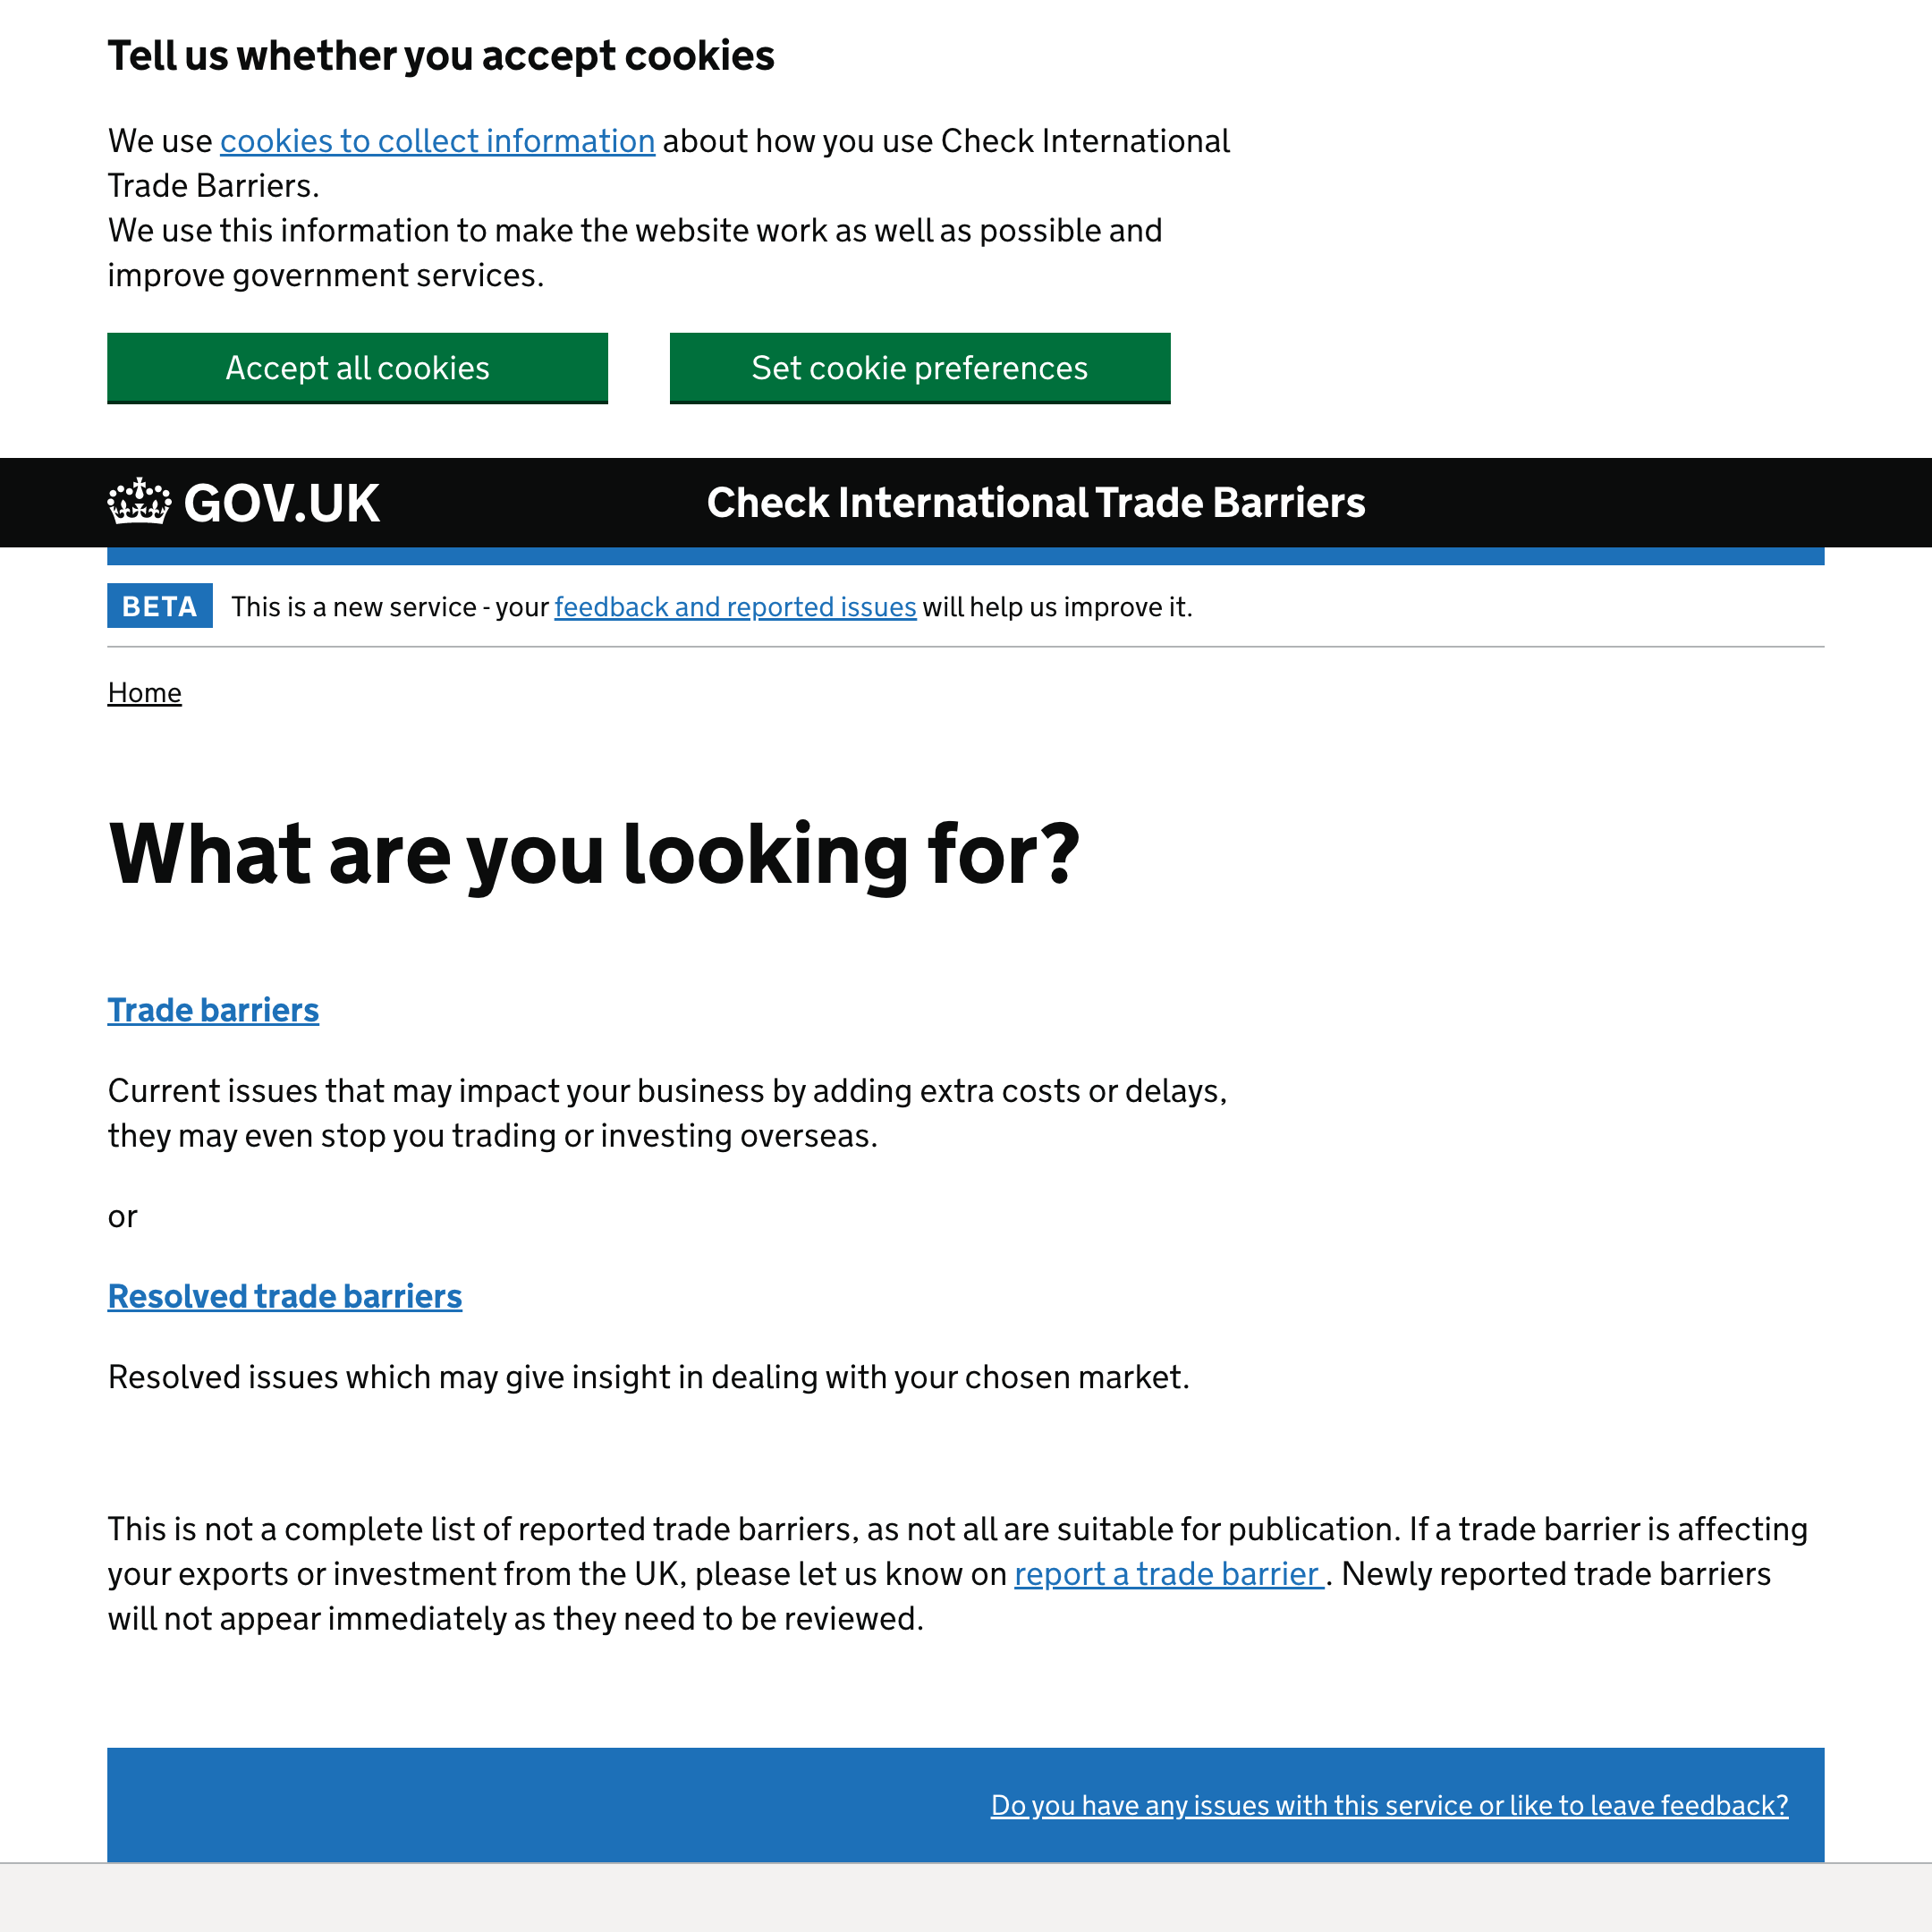 Tell us whether you accept cookies
We use cookies to collect information about how you use Check International
Trade Barriers.
We use this information to make the website work as well as possible and
improve government services.
Accept all cookies
Set cookie preferences
GOV.UK
Check International Trade Barriers
BETA
This is a new service - your feedback and reported issues will help us improve it.
Home
What are you looking for?
Trade barriers
Current issues that may impact your business by adding extra costs or delays,
they may even stop you trading or investing overseas.
or
Resolved trade barriers
Resolved issues which may give insight in dealing with your chosen market.
This is not a complete list of reported trade barriers, as not all are suitable for publication. If a trade barrier is affecting
your exports or investment from the UK, please let us know on report a trade barrier . Newly reported trade barriers
will not appear immediately as they need to be reviewed.
Do you have any issues with this service or like to leave feedback?